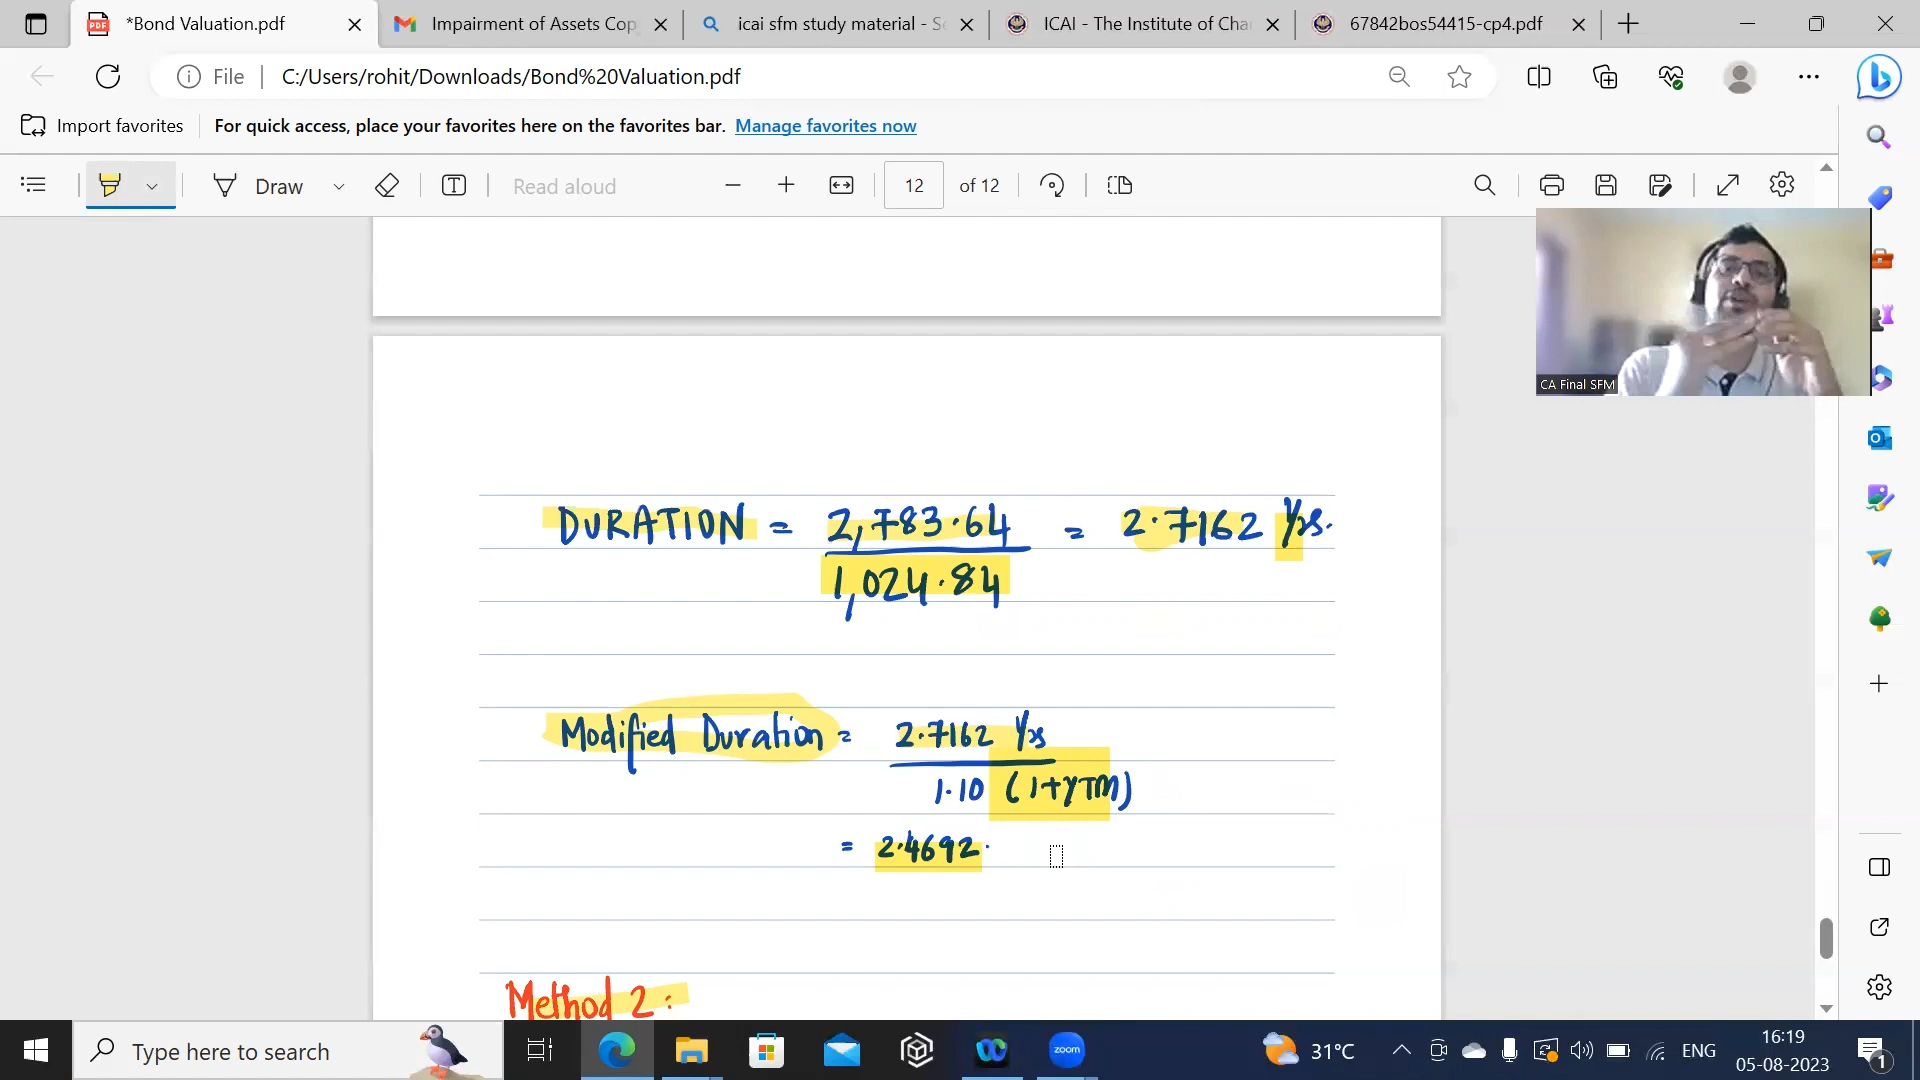 *Bond Valuation.pdf
Impairment of Assets Cop
icai sfm study material - Se
ICAI - The Institute of Char
67842bos54415-cp4.pdf
File
C:/Users/rohit/Downloads/Bond%20Valuation.pdf
Import favorites
For quick access, place your favorites here on the favorites bar. Manage favorites now
Draw
Read aloud
12 of 12
CA Final SFM
DURATION = 2,783.64 = 2.7162 Yrs.
1,024.84
Modified Duration = 2.7162 Yrs
1.10 (1+YTM)
= 2.4692.
Method 2 :
Type here to search
zoom
31°C
ENG
16:19
05-08-2023
1